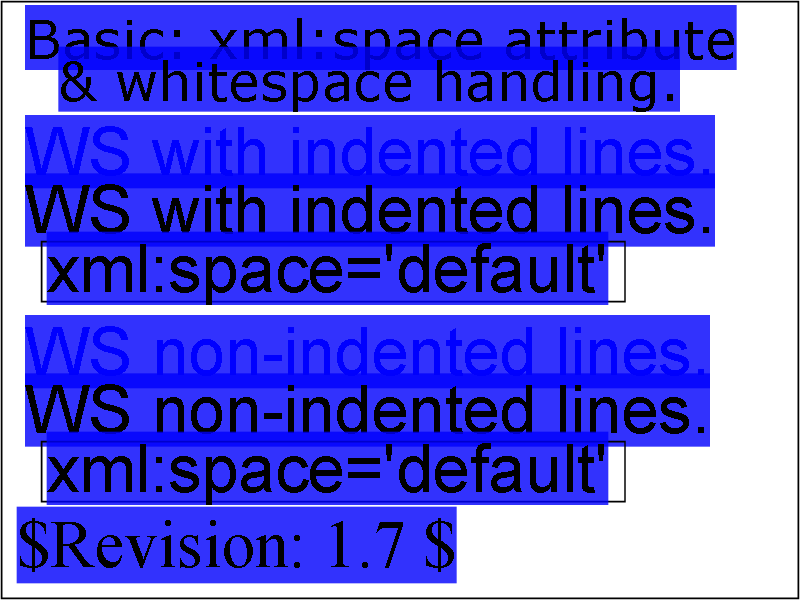 Basic: xml:space attribute
& whitespace handling.
WS with indented lines.
WS with indented lines.
xml:space='default'
WS non-indented lines.
WS non-indented lines.
xml:space='default'
$Revision: 1.7 $